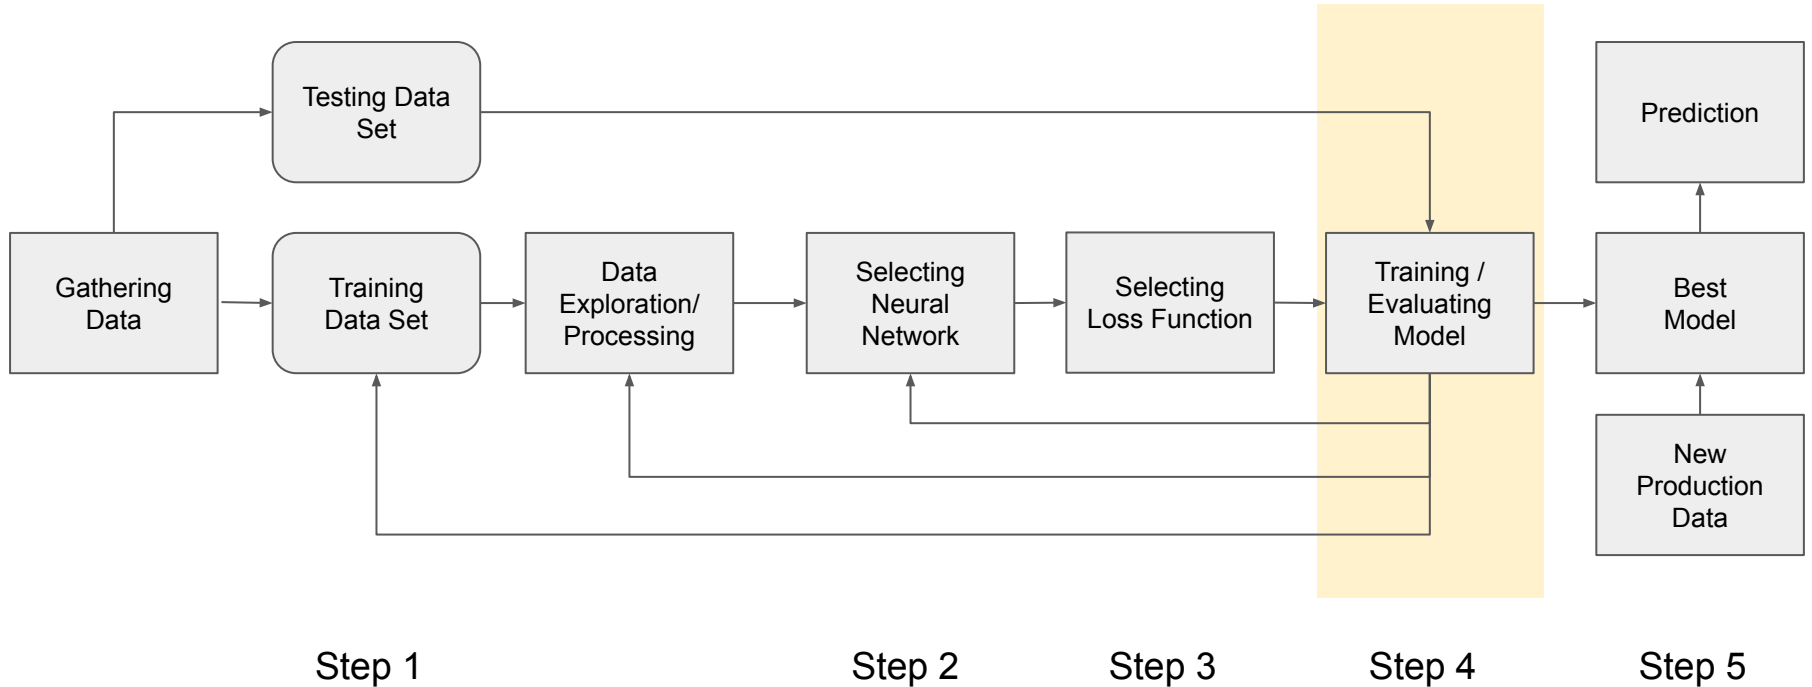 Testing Data
Set
Prediction
Gathering
Data
Training
Data Set
Data
Exploration/
Processing
Selecting
Neural
Network
Selecting
Loss Function
Training /
Evaluating
Model
Best
Model
New
Production
Data
Step 1
Step 2
Step 3
Step 4
Step 5